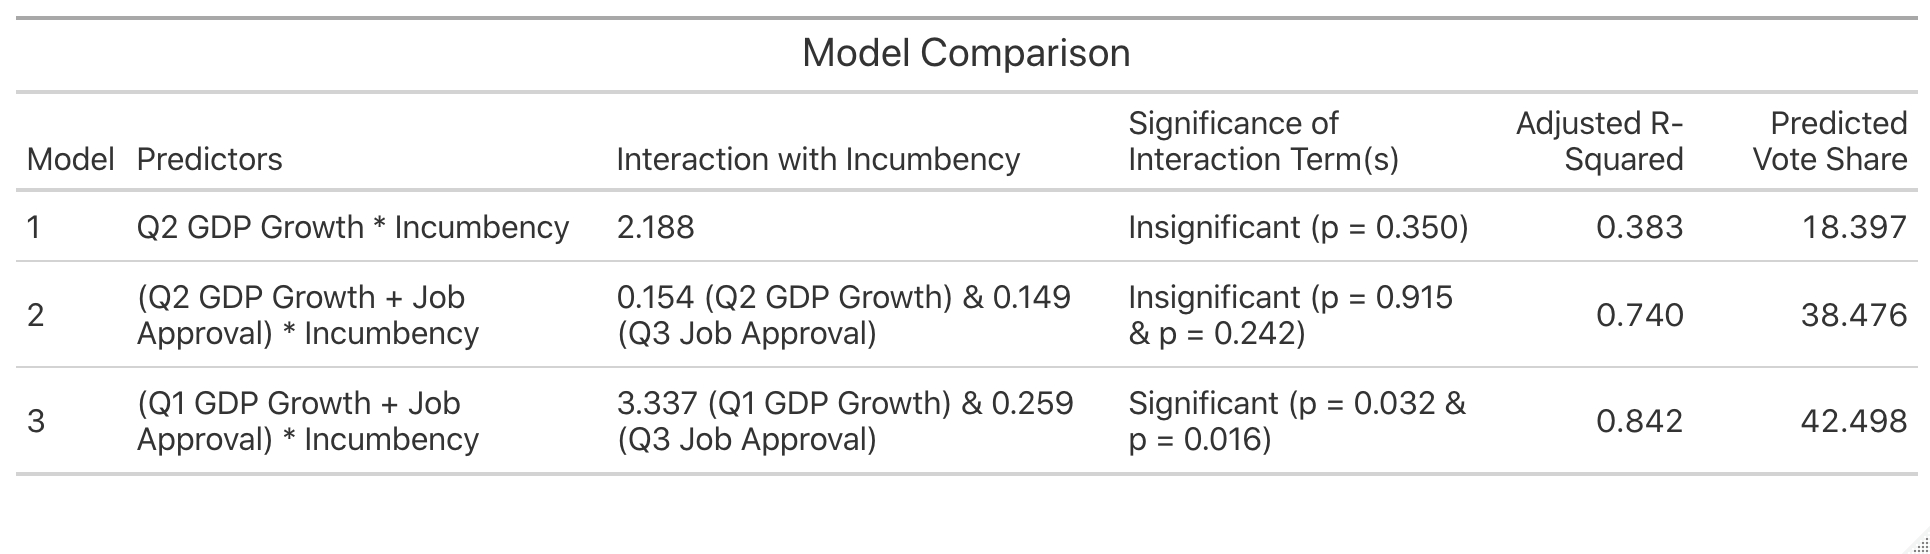 Model Comparison
Model Predictors Interaction with Incumbency Significance of Interaction Term(s) Adjusted R-Squared Predicted Vote Share
1 Q2 GDP Growth * Incumbency 2.188 Insignificant (p = 0.350) 0.383 18.397
2 (Q2 GDP Growth + Job Approval) * Incumbency 0.154 (Q2 GDP Growth) & 0.149 (Q3 Job Approval) Insignificant (p = 0.915 & p = 0.242) 0.740 38.476
3 (Q1 GDP Growth + Job Approval) * Incumbency 3.337 (Q1 GDP Growth) & 0.259 (Q3 Job Approval) Significant (p = 0.032 & p = 0.016) 0.842 42.498